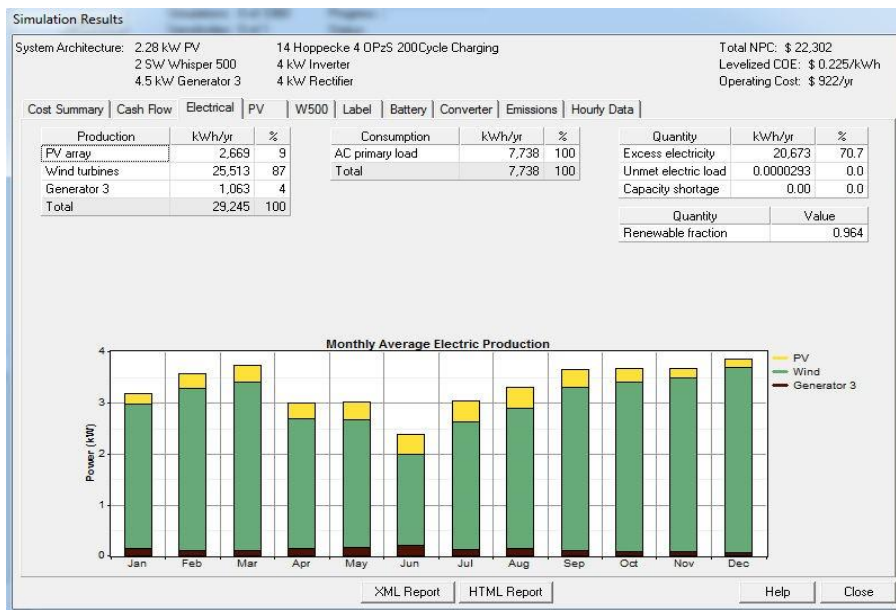 Simulation Results
System Architecture: 2.28 kW PV 14 Hoppecke 4 OPzS 200Cycle Charging Total NPC: $ 22,302
2 SW Whisper 500 4 kW Inverter Levelized COE: $ 0.225/kWh
4.5 kW Generator 3 4 kW Rectifier Operating Cost: $ 922/yr
Cost Summary Cash Flow Electrical PV W500 Label Battery Converter Emissions Hourly Data
Production kWh/yr %
PV array 2,669 9
Wind turbines 25,513 87
Generator 3 1,063 4
Total 29,245 100
Consumption kWh/yr %
AC primary load 7,738 100
Total 7,738 100
Quantity kWh/yr %
Excess electricity 20,673 70.7
Unmet electric load 0.0000293 0.0
Capacity shortage 0.00 0.0
Quantity Value
Renewable fraction 0.964
Monthly Average Electric Production
Power (kW)
4
3
2
1
0
Jan Feb Mar Apr May Jun Jul Aug Sep Oct Nov Dec
PV
Wind
Generator 3
XML Report HTML Report Help Close